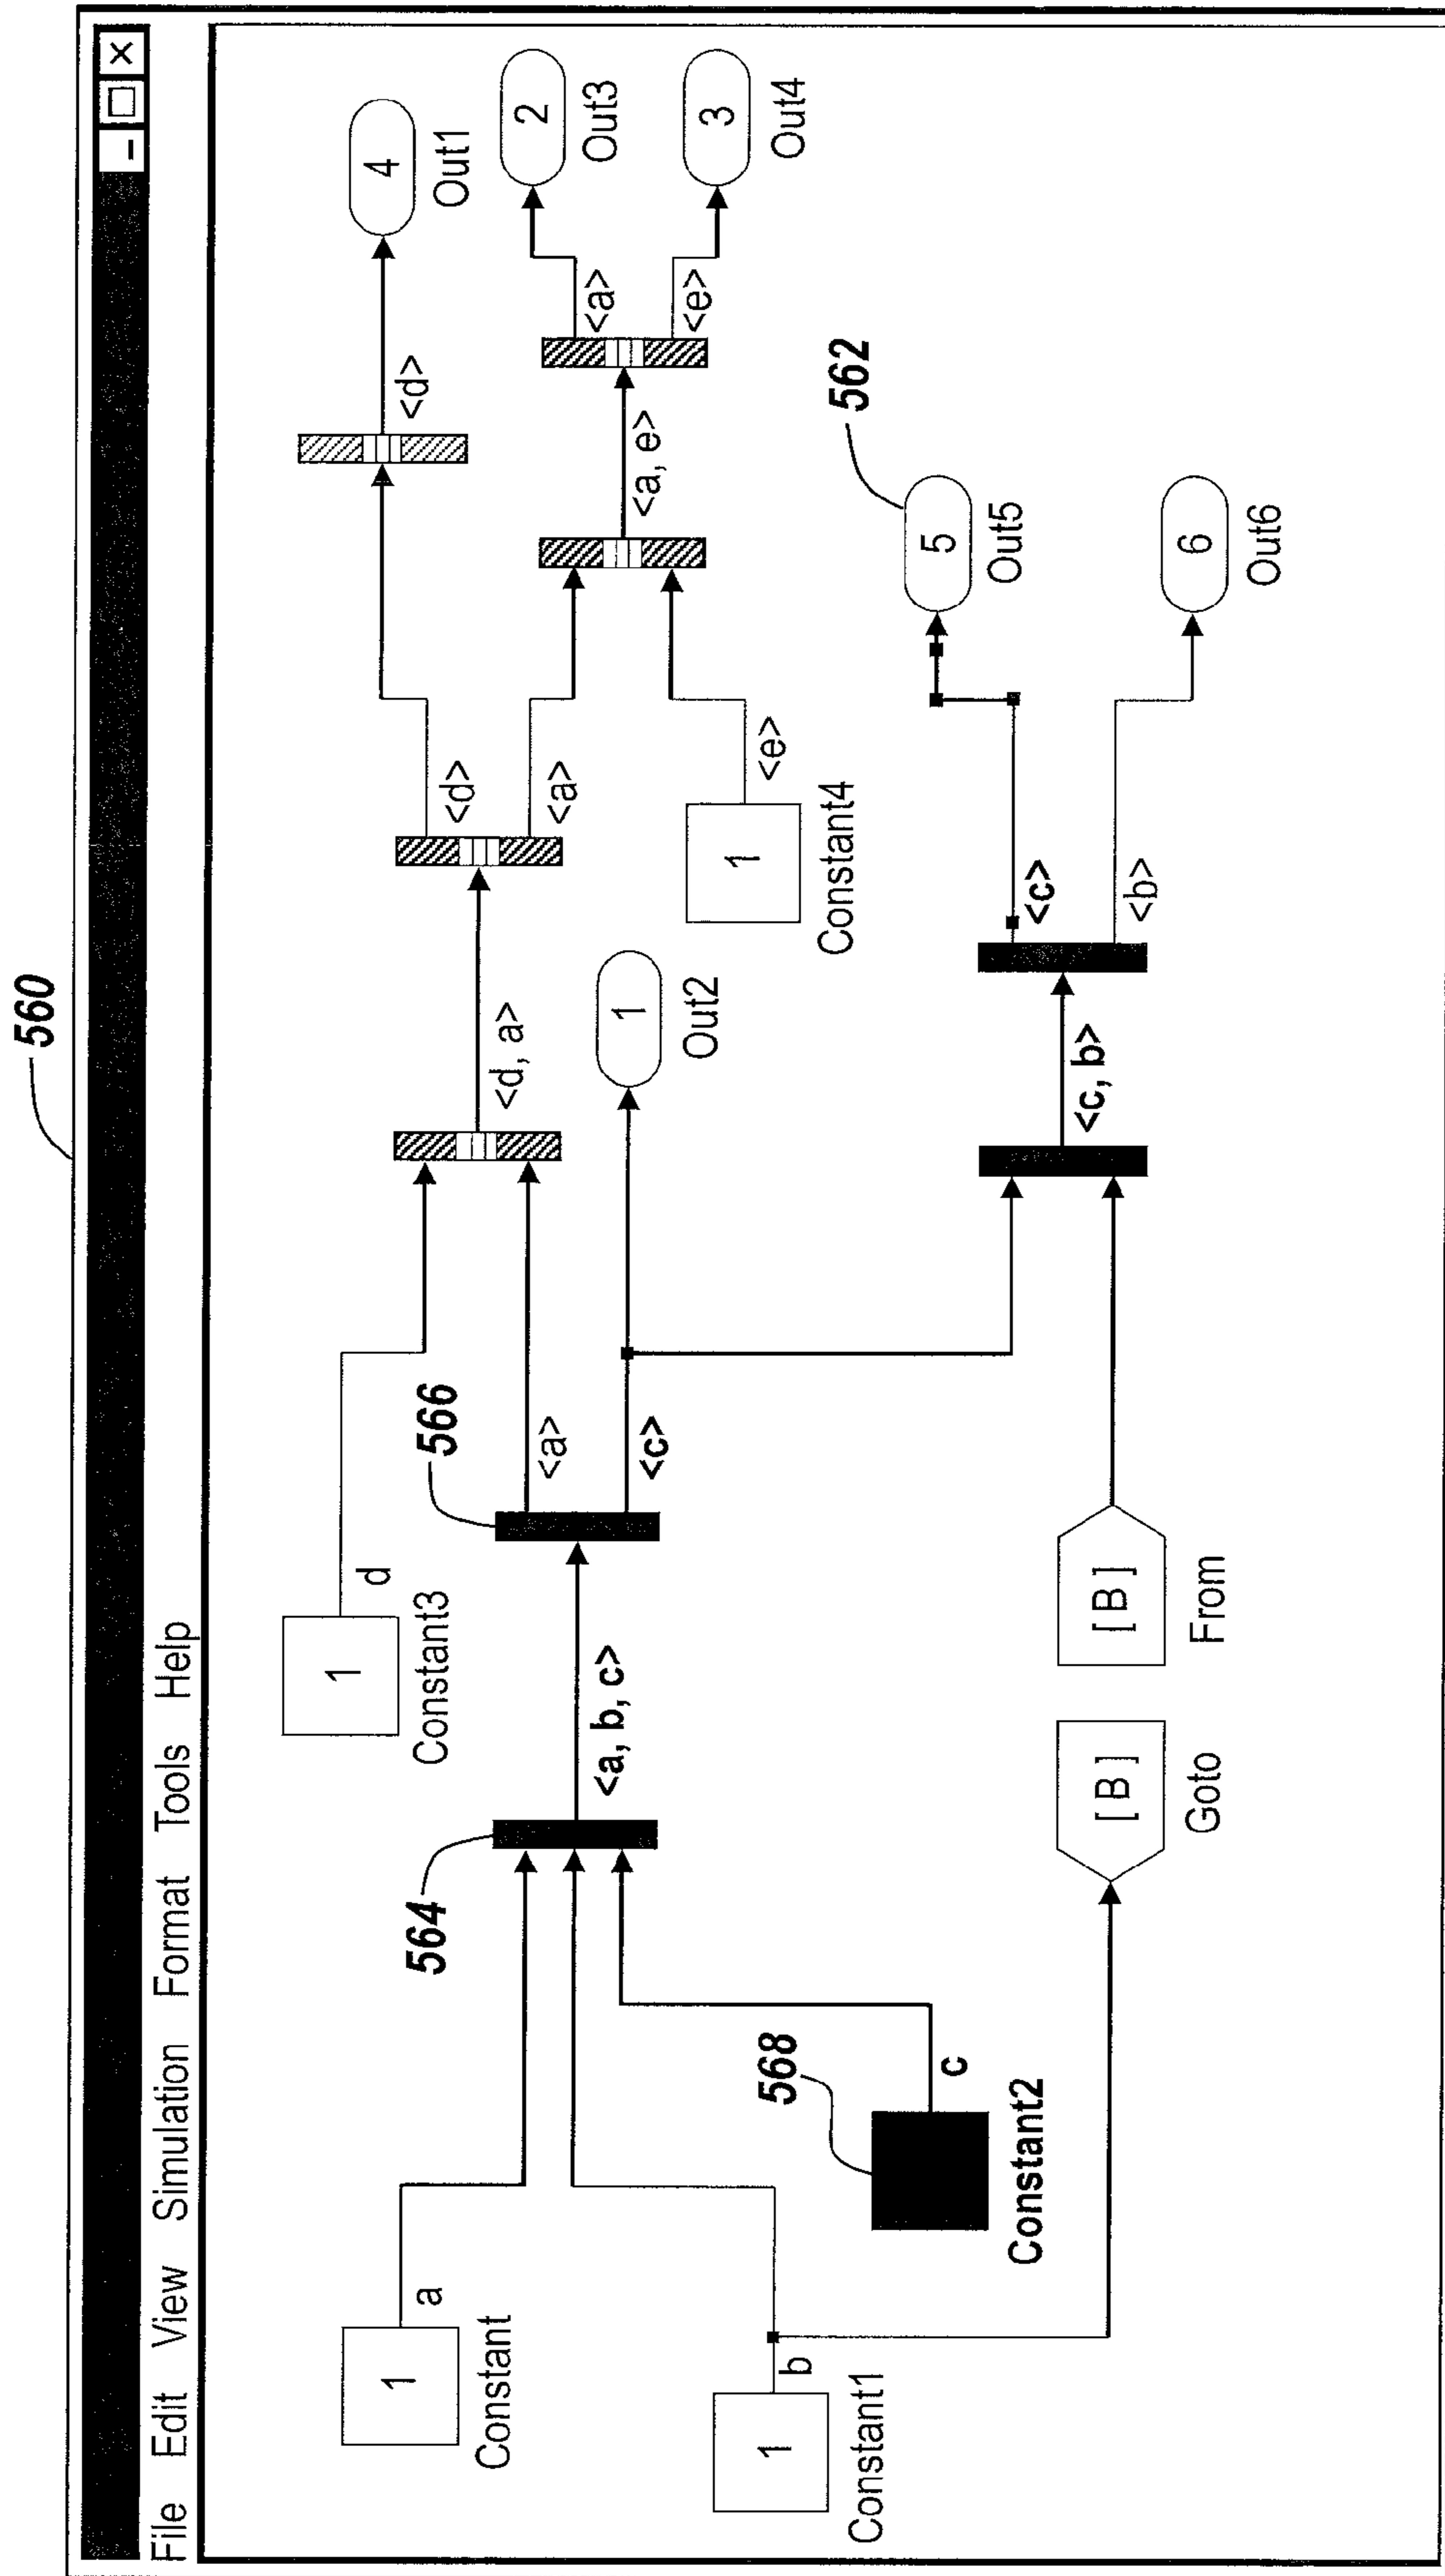 560
File Edit View Simulation Format Tools Help
1
a
Constant
1
b
Constant1
568
c
Constant2
564
<a, b, c>
566
<a>
<c>
1
d
Constant3
[B]
Goto
[B]
From
<d, a>
1
Out2
<c, b>
<d>
<a>
1
<e>
Constant4
<c>
<b>
<a, e>
<d>
4
Out1
<a>
<e>
2
Out3
3
Out4
562
5
Out5
6
Out6